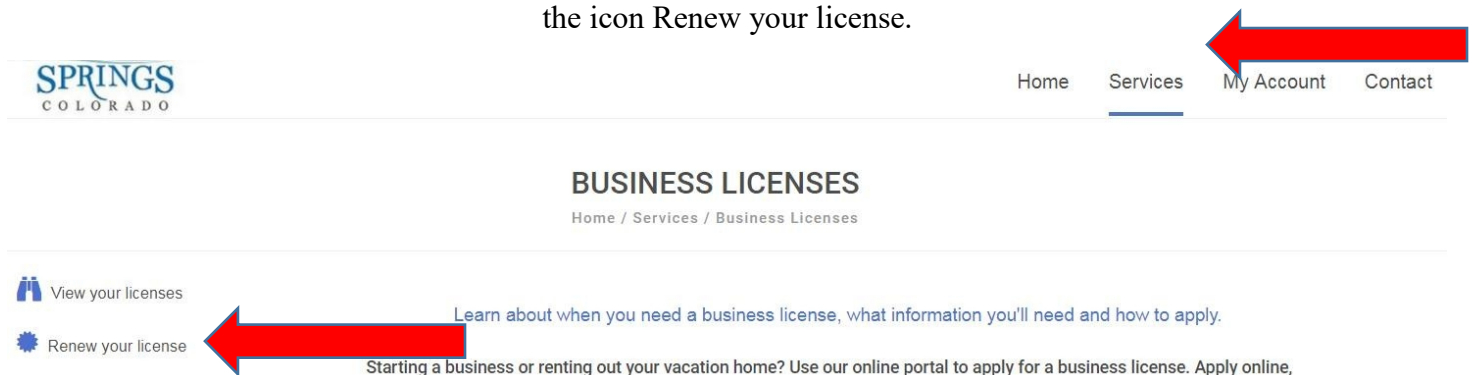 the icon Renew your license.
SPRINGS
COLORADO
Home Services My Account Contact
BUSINESS LICENSES
Home / Services / Business Licenses
View your licenses
Renew your license
Learn about when you need a business license, what information you'll need and how to apply.
Starting a business or renting out your vacation home? Use our online portal to apply for a business license. Apply online,